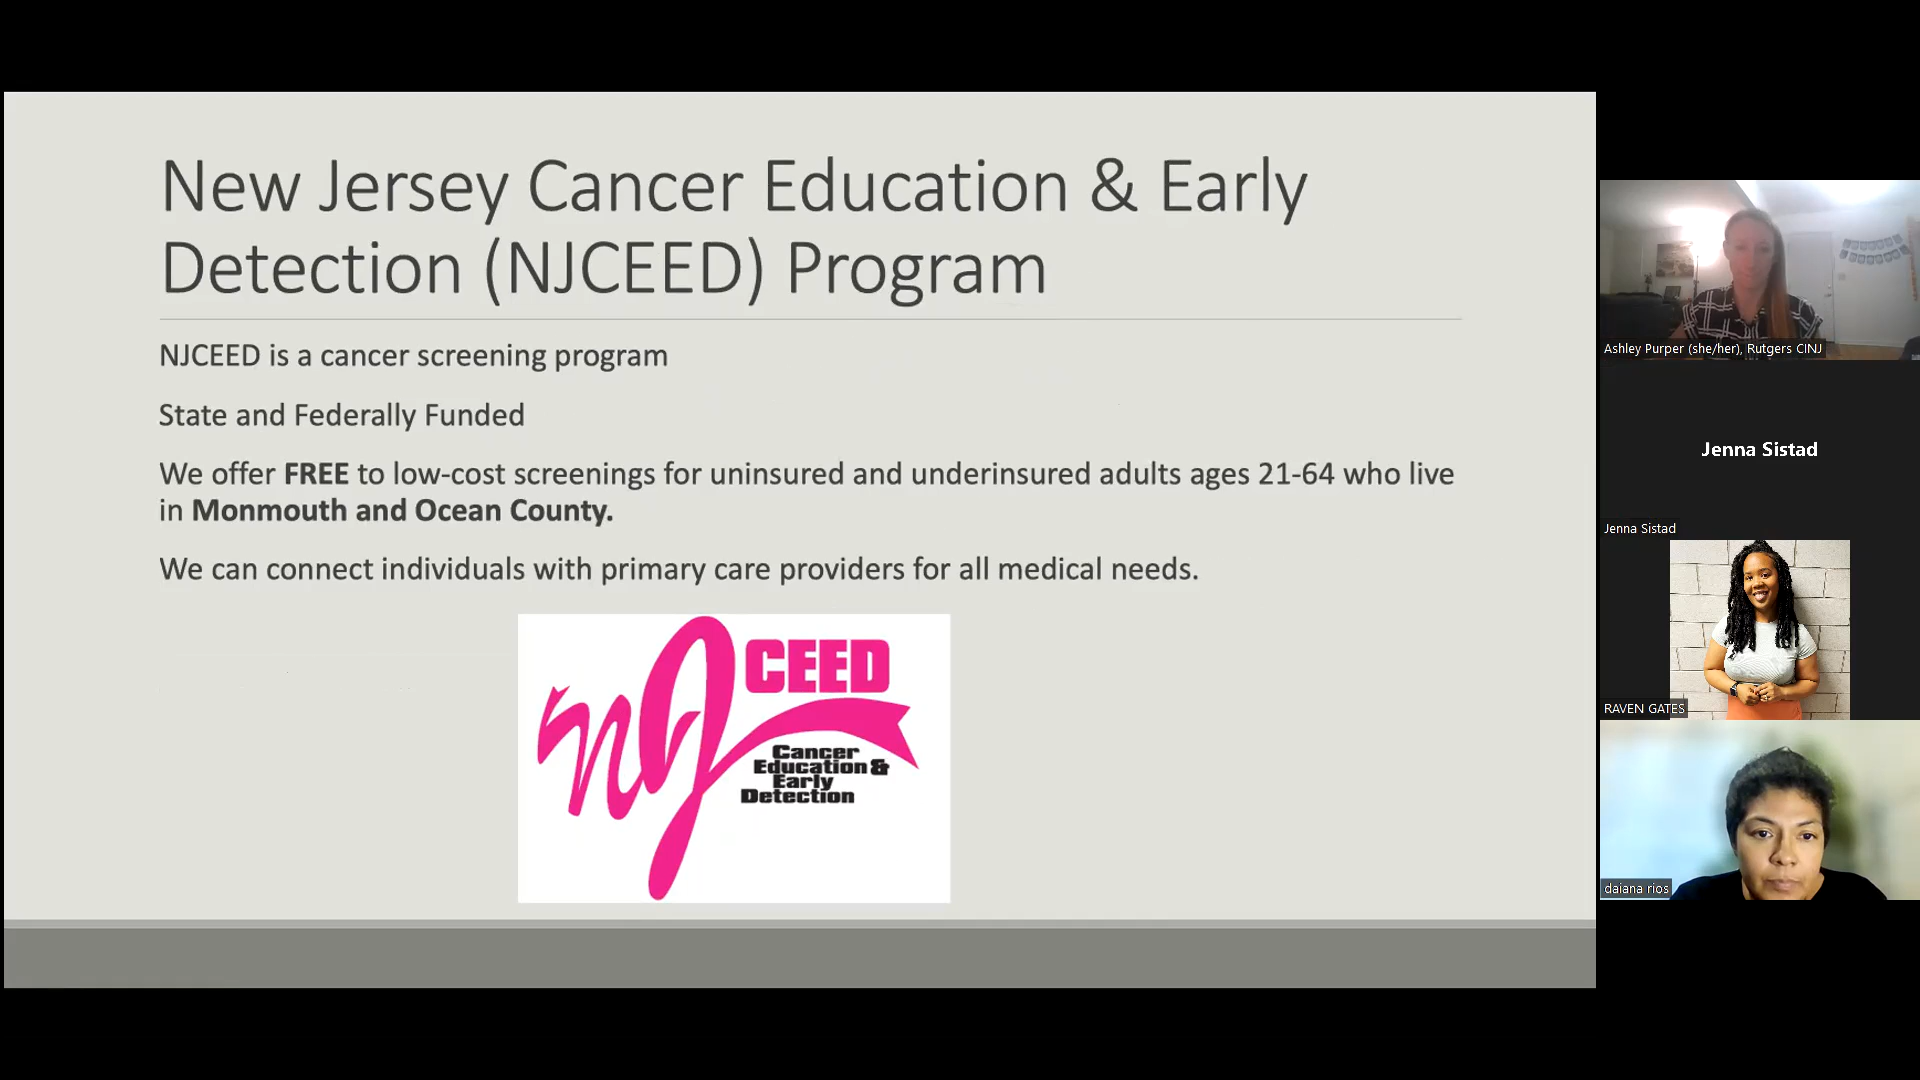 New Jersey Cancer Education & Early
Detection (NJCEED) Program
NJCEED is a cancer screening program
State and Federally Funded
We offer FREE to low-cost screenings for uninsured and underinsured adults ages 21-64 who live
in Monmouth and Ocean County.
We can connect individuals with primary care providers for all medical needs.
nJ CEED
Cancer
Education &
Early
Detection
Ashley Purper (she/her), Rutgers CINJ
Jenna Sistad
Jenna Sistad
RAVEN GATES
daiana rios